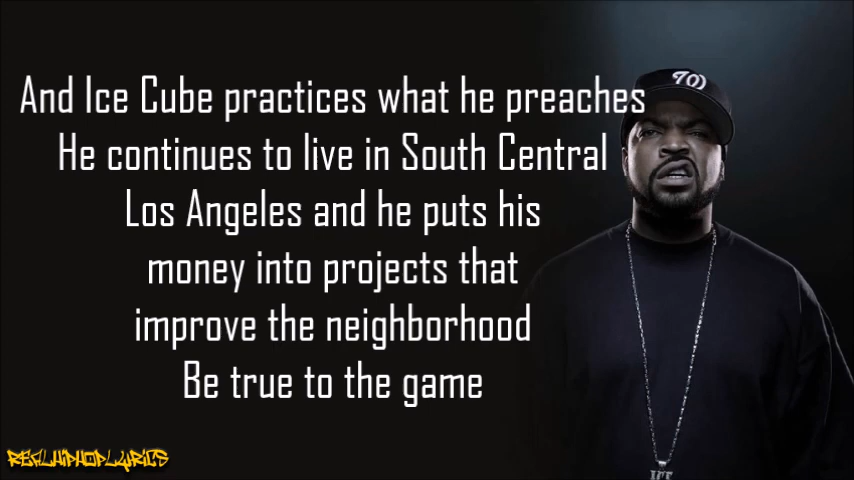 And Ice Cube practices what he preaches
He continues to live in South Central
Los Angeles and he puts his
money into projects that
improve the neighborhood
Be true to the game
REALHIPHOPLYRICS